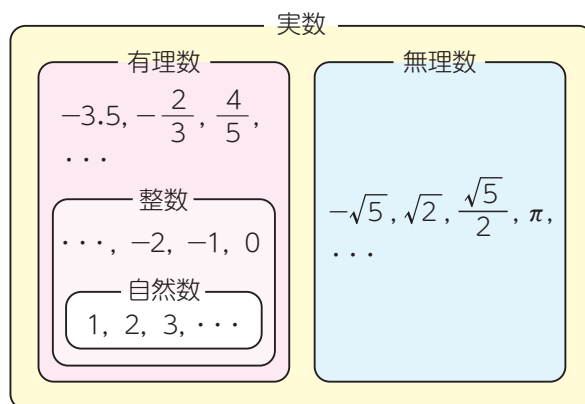 実数
有理数
−3.5, −2/3, 4/5,
···
整数
···, −2, −1, 0
自然数
1, 2, 3, ···
無理数
−√5, √2, √5/2, π,
···